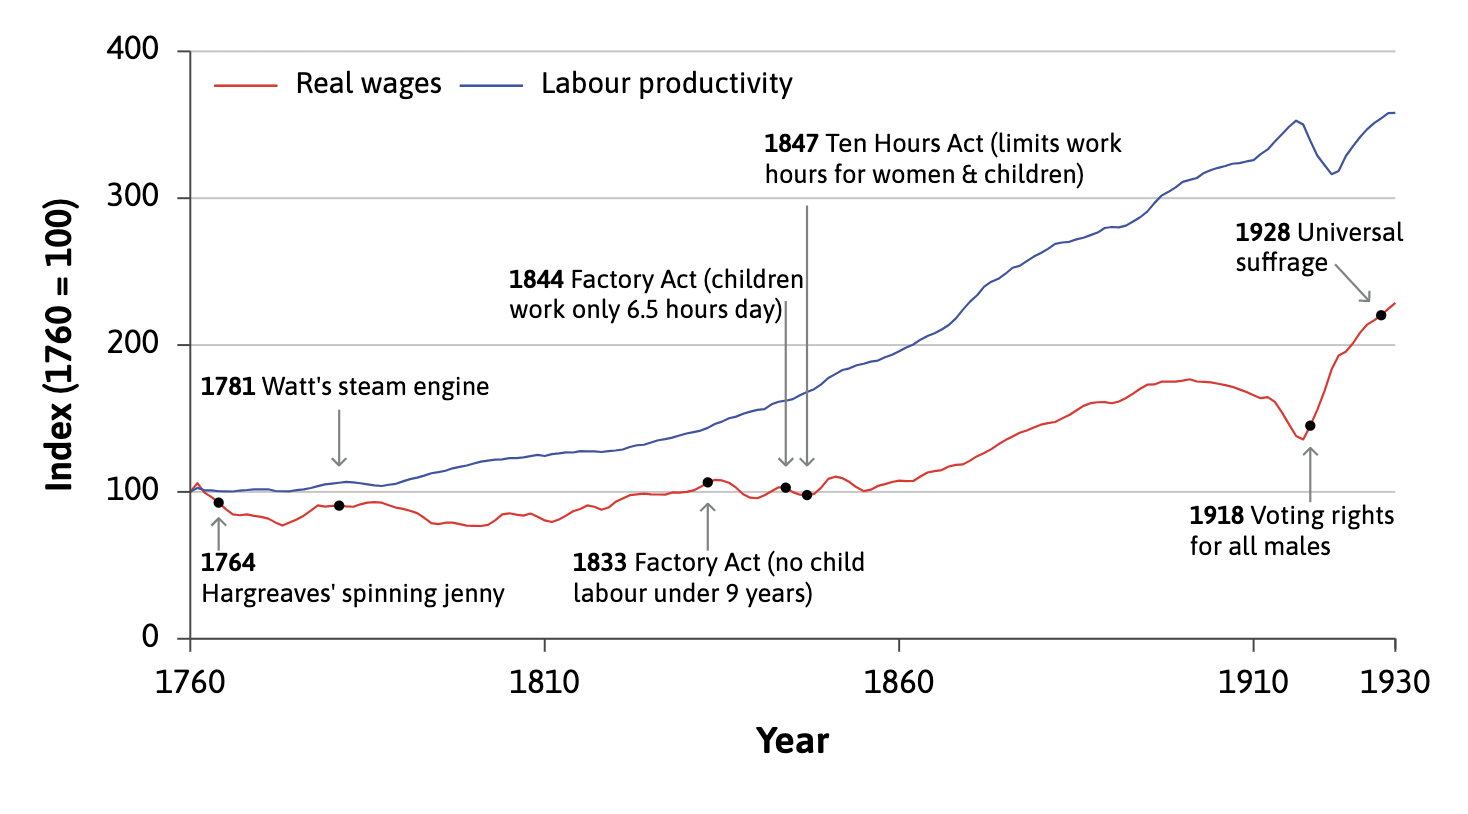 400
Real wages
Labour productivity
1847 Ten Hours Act (limits work
hours for women & children)
300
1928 Universal
suffrage
1844 Factory Act (children
work only 6.5 hours day)
200
1781 Watt's steam engine
100
1918 Voting rights
for all males
1764
Hargreaves' spinning jenny
1833 Factory Act (no child
labour under 9 years)
0
Index (1760 = 100)
1760
1810
1860
1910
1930
Year